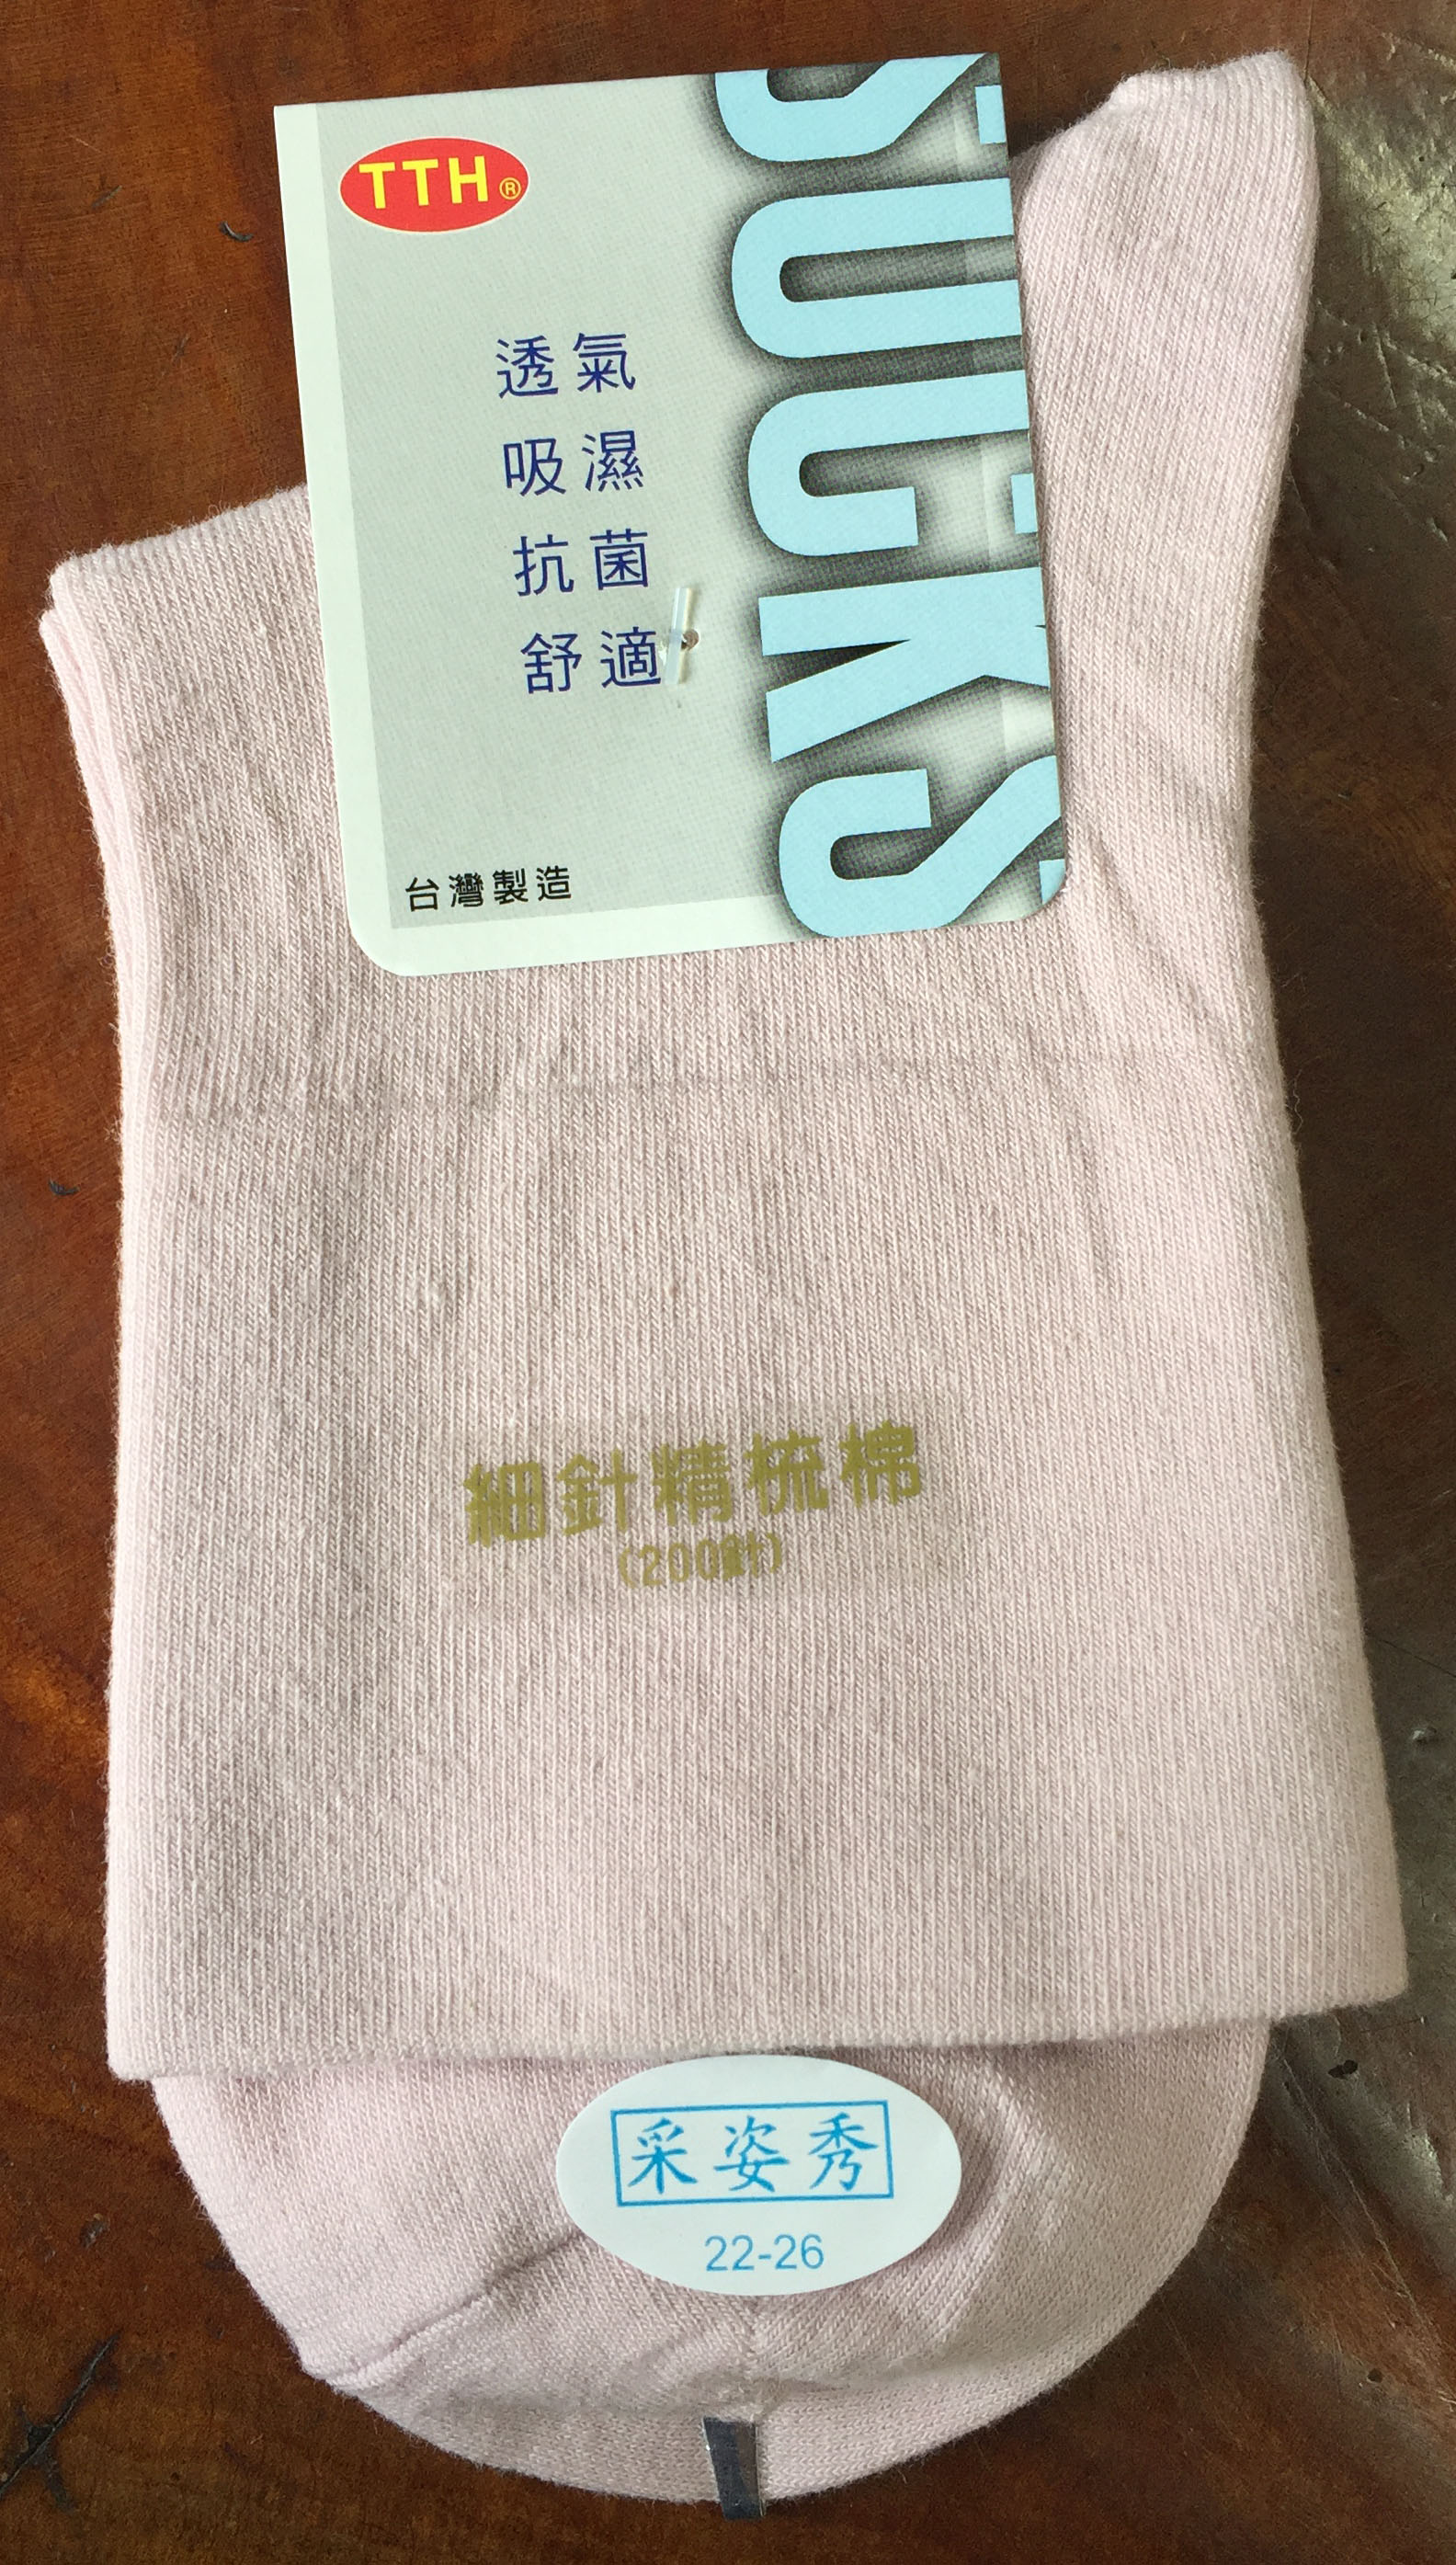 TTH®
SOCKS
透氣
吸濕
抗菌
舒適
台灣製造
細針精梳棉
(200針)
采姿秀
22-26